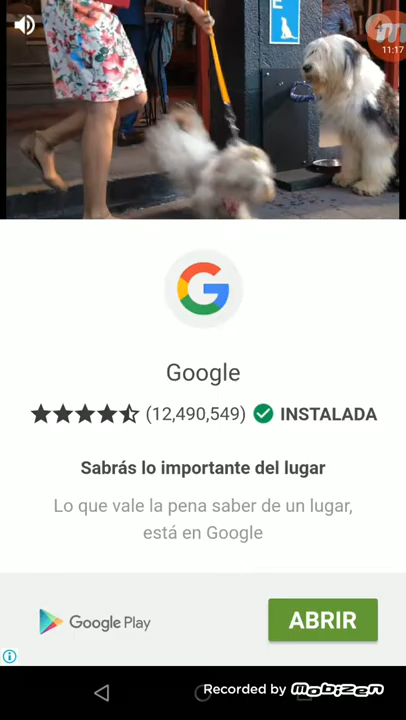 E
11:17
Google
(12,490,549) INSTALADA
Sabrás lo importante del lugar
Lo que vale la pena saber de un lugar,
está en Google
Google Play
ABRIR
Recorded by Mobizen